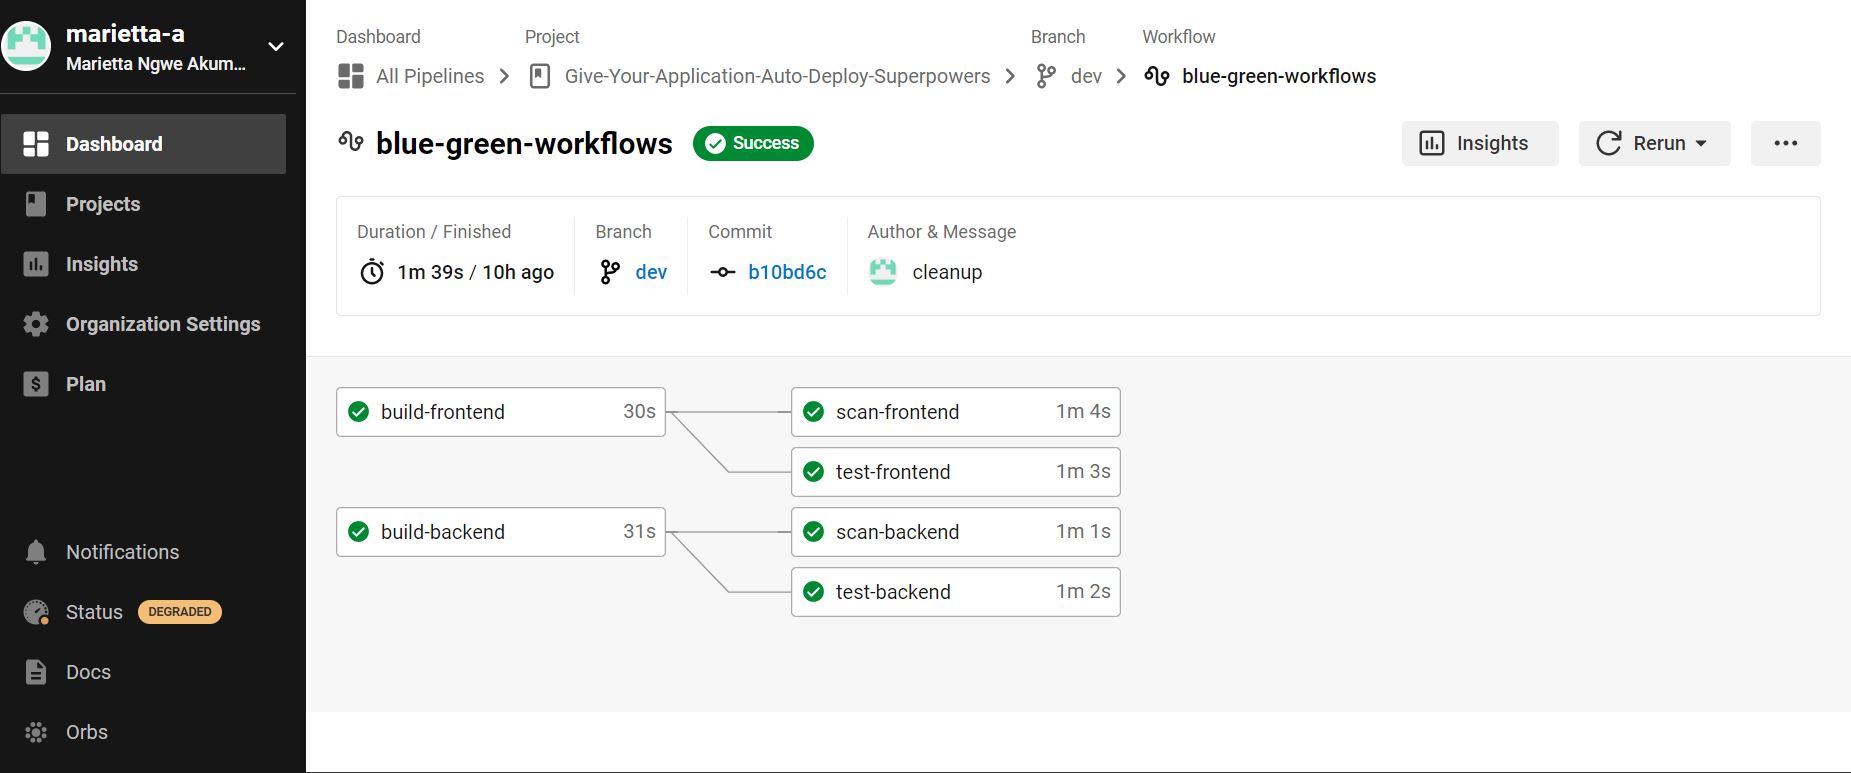 marietta-a
Marietta Ngwe Akum...
Dashboard
Projects
Insights
Organization Settings
Plan
Notifications
Status DEGRADED
Docs
Orbs
Dashboard Project Branch Workflow
All Pipelines Give-Your-Application-Auto-Deploy-Superpowers dev blue-green-workflows
blue-green-workflows Success Insights Rerun
Duration / Finished Branch Commit Author & Message
1m 39s / 10h ago dev b10bd6c cleanup
build-frontend 30s scan-frontend 1m 4s
test-frontend 1m 3s
build-backend 31s scan-backend 1m 1s
test-backend 1m 2s